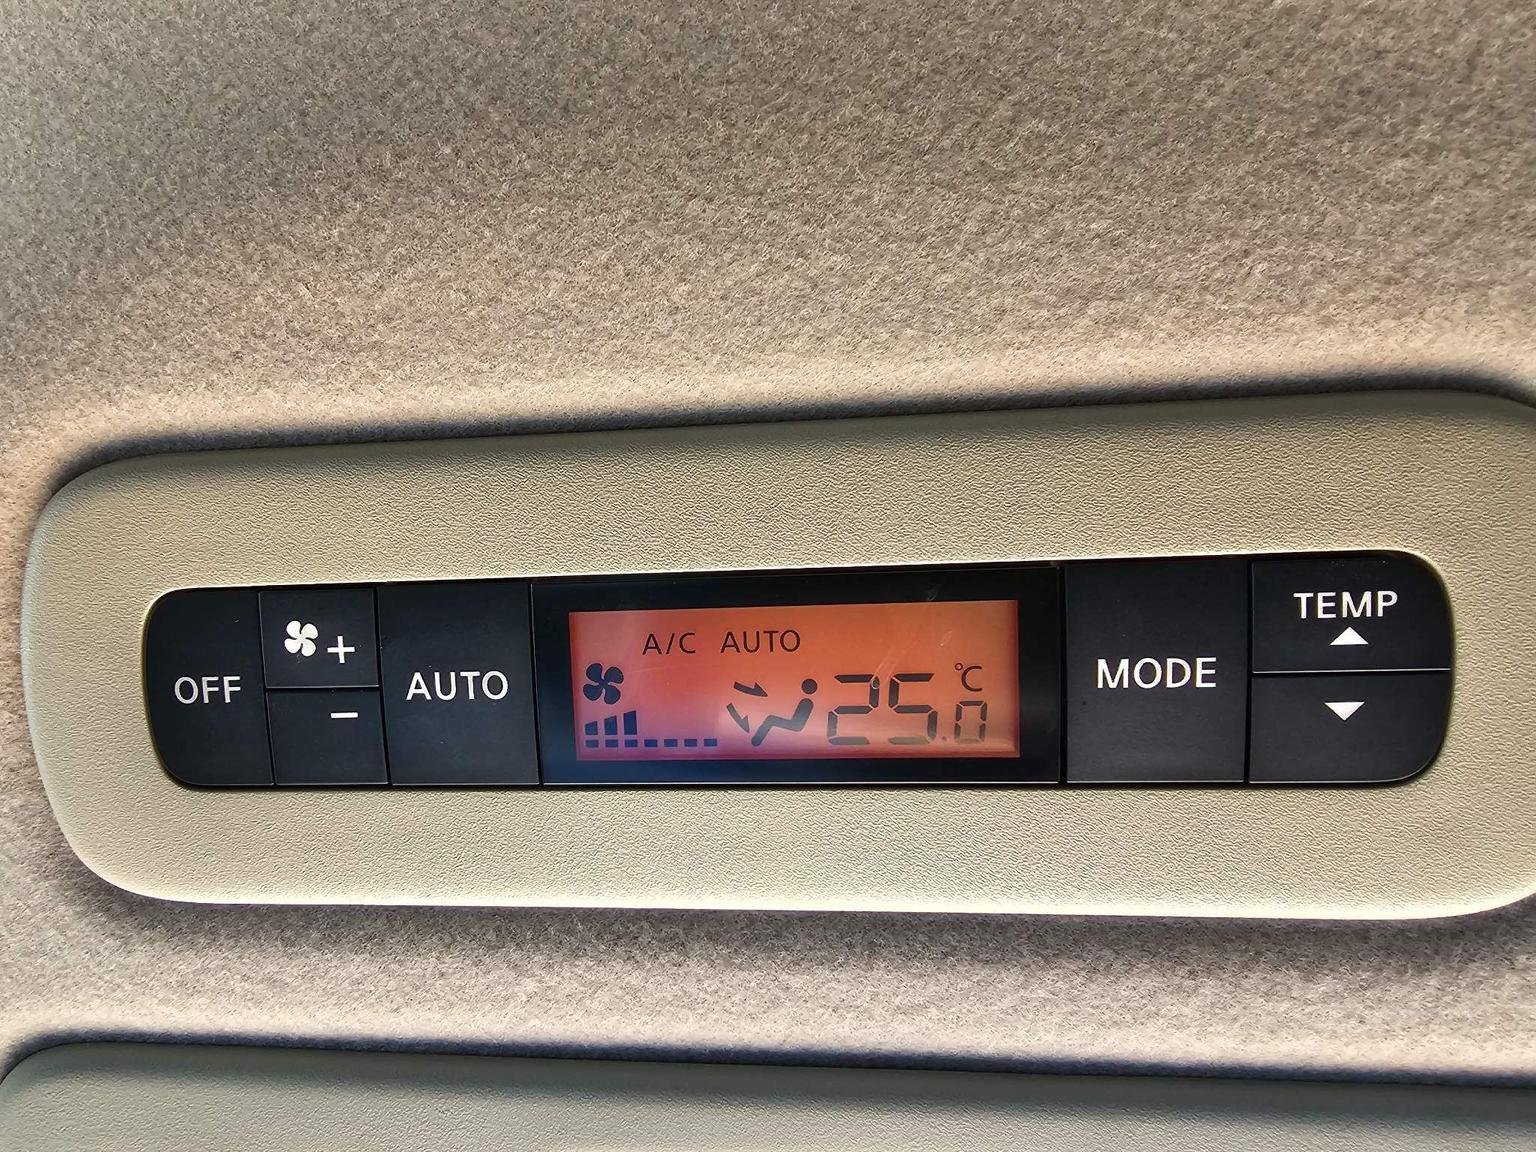 OFF
+
-
AUTO
A/C AUTO
25.0 °C
MODE
TEMP